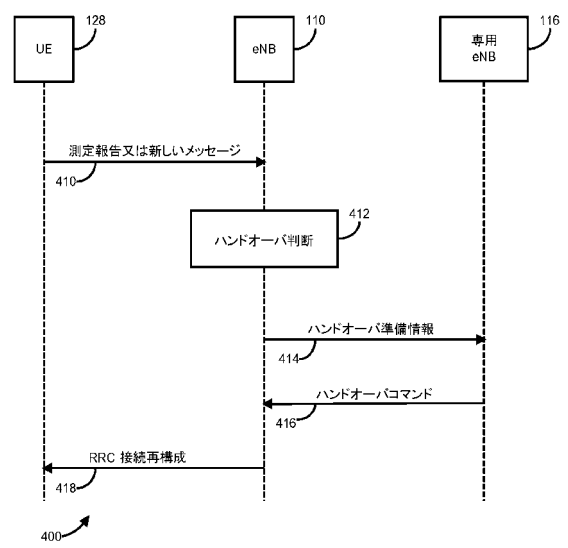 128
110
116
UE
eNB
専用
eNB
測定報告又は新しいメッセージ
410
412
ハンドオーバ判断
ハンドオーバ準備情報
414
ハンドオーバコマンド
416
RRC 接続再構成
418
400